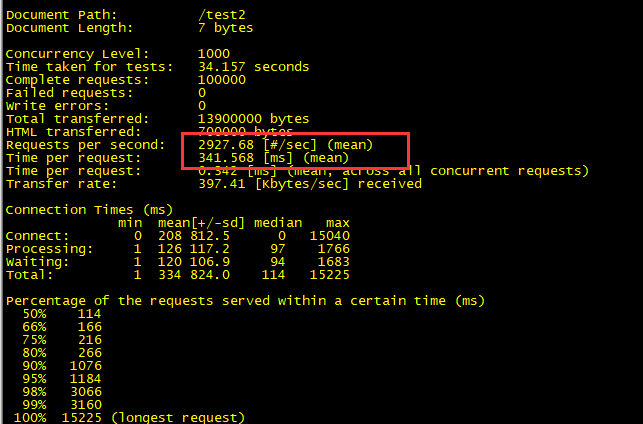 Document Path: /test2
Document Length: 7 bytes
Concurrency Level: 1000
Time taken for tests: 34.157 seconds
Complete requests: 100000
Failed requests: 0
Write errors: 0
Total transferred: 13900000 bytes
HTML transferred: 700000 bytes
Requests per second: 2927.68 [#/sec] (mean)
Time per request: 341.568 [ms] (mean)
Time per request: 0.342 [ms] (mean, across all concurrent requests)
Transfer rate: 397.41 [Kbytes/sec] received
Connection Times (ms)
min mean[+/-sd] median max
Connect: 0 208 812.5 0 15040
Processing: 1 126 117.2 97 1766
Waiting: 1 120 106.9 94 1683
Total: 1 334 824.0 114 15225
Percentage of the requests served within a certain time (ms)
50% 114
66% 166
75% 216
80% 266
90% 1076
95% 1184
98% 3066
99% 3160
100% 15225 (longest request)